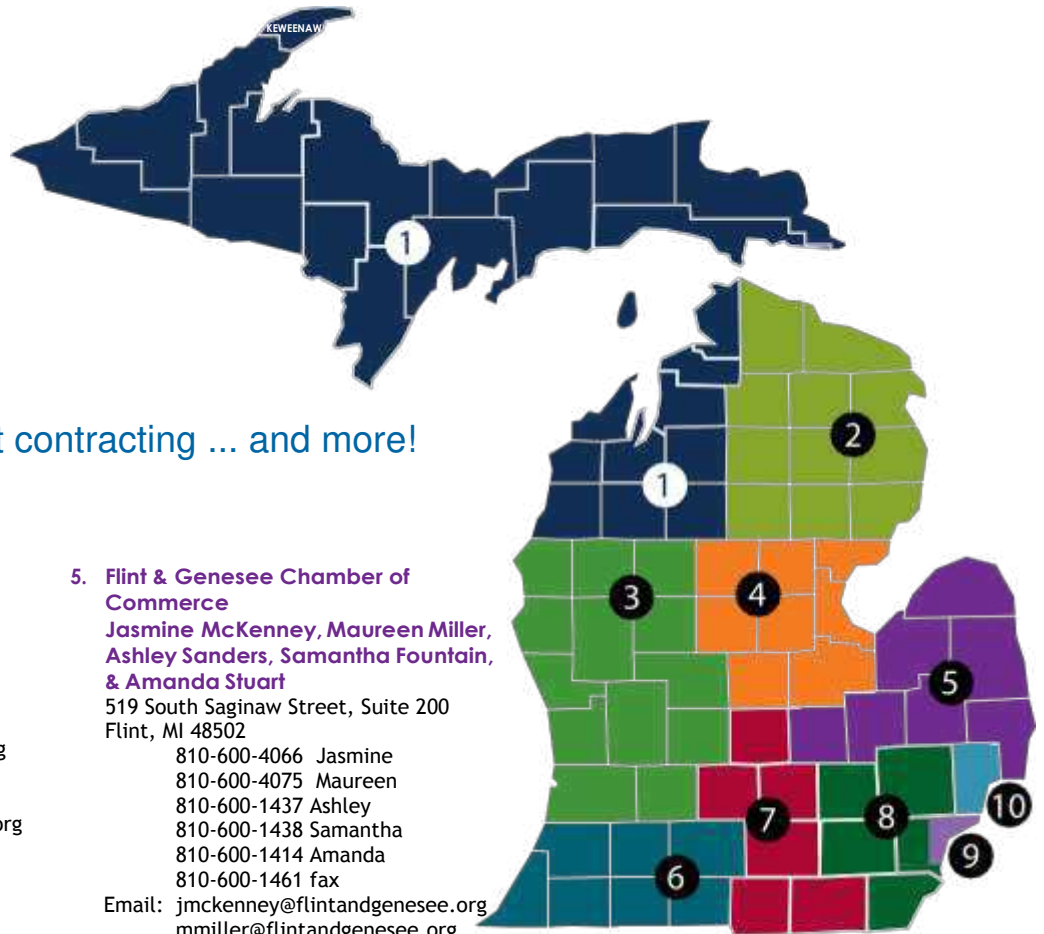 KEWEENAW
1
2
t contracting ... and more!
1
3
4
5
5. Flint & Genesee Chamber of
Commerce
Jasmine McKenney, Maureen Miller,
Ashley Sanders, Samantha Fountain,
& Amanda Stuart
519 South Saginaw Street, Suite 200
Flint, MI 48502
810-600-4066 Jasmine
810-600-4075 Maureen
810-600-1437 Ashley
810-600-1438 Samantha
810-600-1414 Amanda
810-600-1461 fax
Email: jmckenney@flintandgenesee.org
mmiller@flintandgenesee.org
g
org
10
7
8
9
6